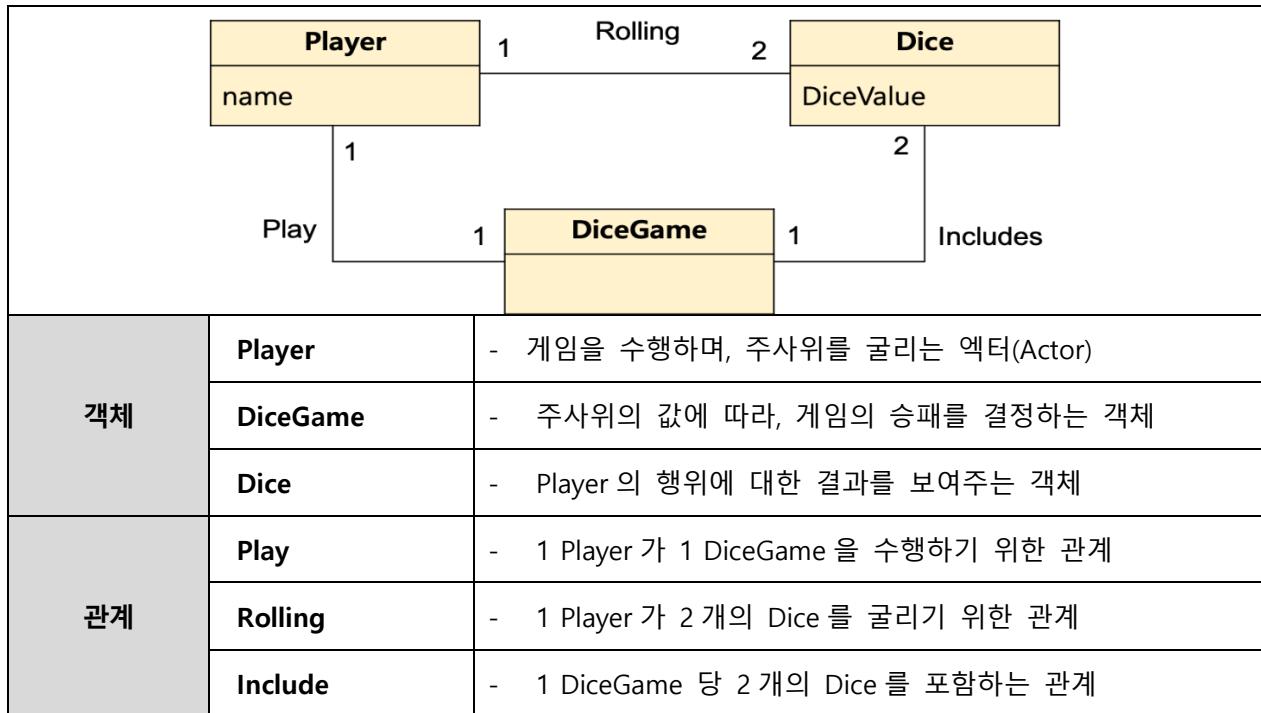 Player
1
Rolling
2
Dice
name
DiceValue
1
2
Play
1
DiceGame
1
Includes
객체
Player
- 게임을 수행하며, 주사위를 굴리는 엑터(Actor)
DiceGame
- 주사위의 값에 따라, 게임의 승패를 결정하는 객체
Dice
- Player 의 행위에 대한 결과를 보여주는 객체
관계
Play
- 1 Player 가 1 DiceGame 을 수행하기 위한 관계
Rolling
- 1 Player 가 2 개의 Dice 를 굴리기 위한 관계
Include
- 1 DiceGame 당 2 개의 Dice 를 포함하는 관계